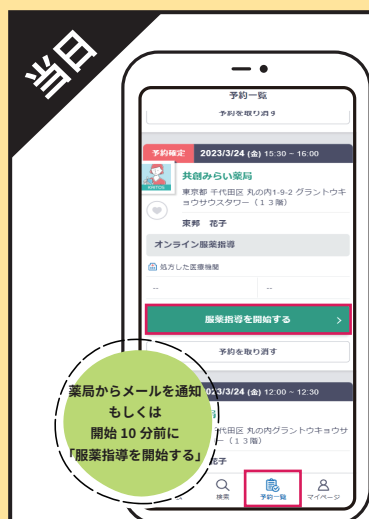 当日
予約一覧
予約を取り消す
予約確定 2023/3/24 (金) 15:30 ~ 16:00
共創みらい薬局
東京都 千代田区 丸の内1-9-2 グラントウキ
ョウサウスタワー（１３階）
東邦 花子
オンライン服薬指導
処方した医療機関
-- --
服薬指導を開始する
予約を取り消す
23/3/24 (金) 12:00 ~ 12:30
局
代田区 丸の内グラントウキョウサ
ー（１３階）
花子
薬局からメールを通知
もしくは
開始 10 分前に
「服薬指導を開始する」
検索 予約一覧 マイページ